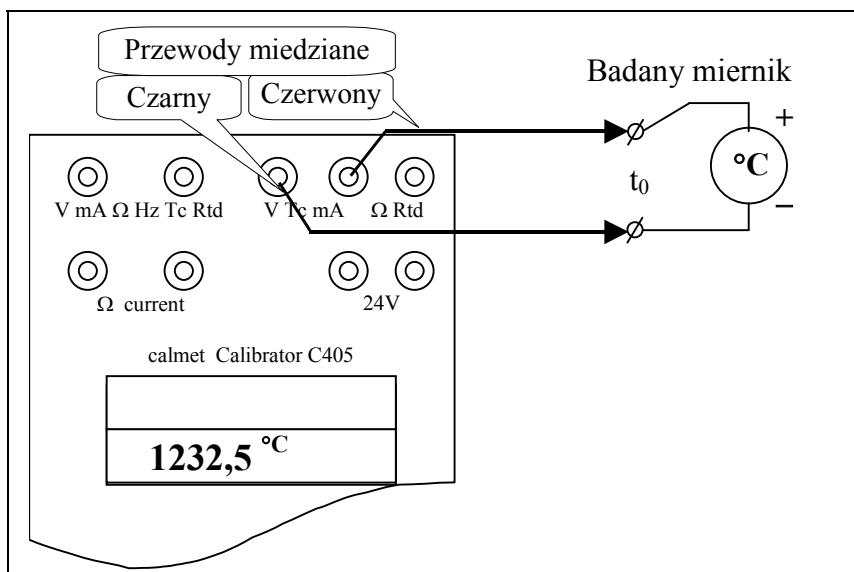 Przewody miedziane
Czarny
Czerwony
Badany miernik
+
°C
t0
−
V mA Ω Hz Tc Rtd
V Tc mA
Ω Rtd
Ω current
24V
calmet Calibrator C405
1232,5 °C